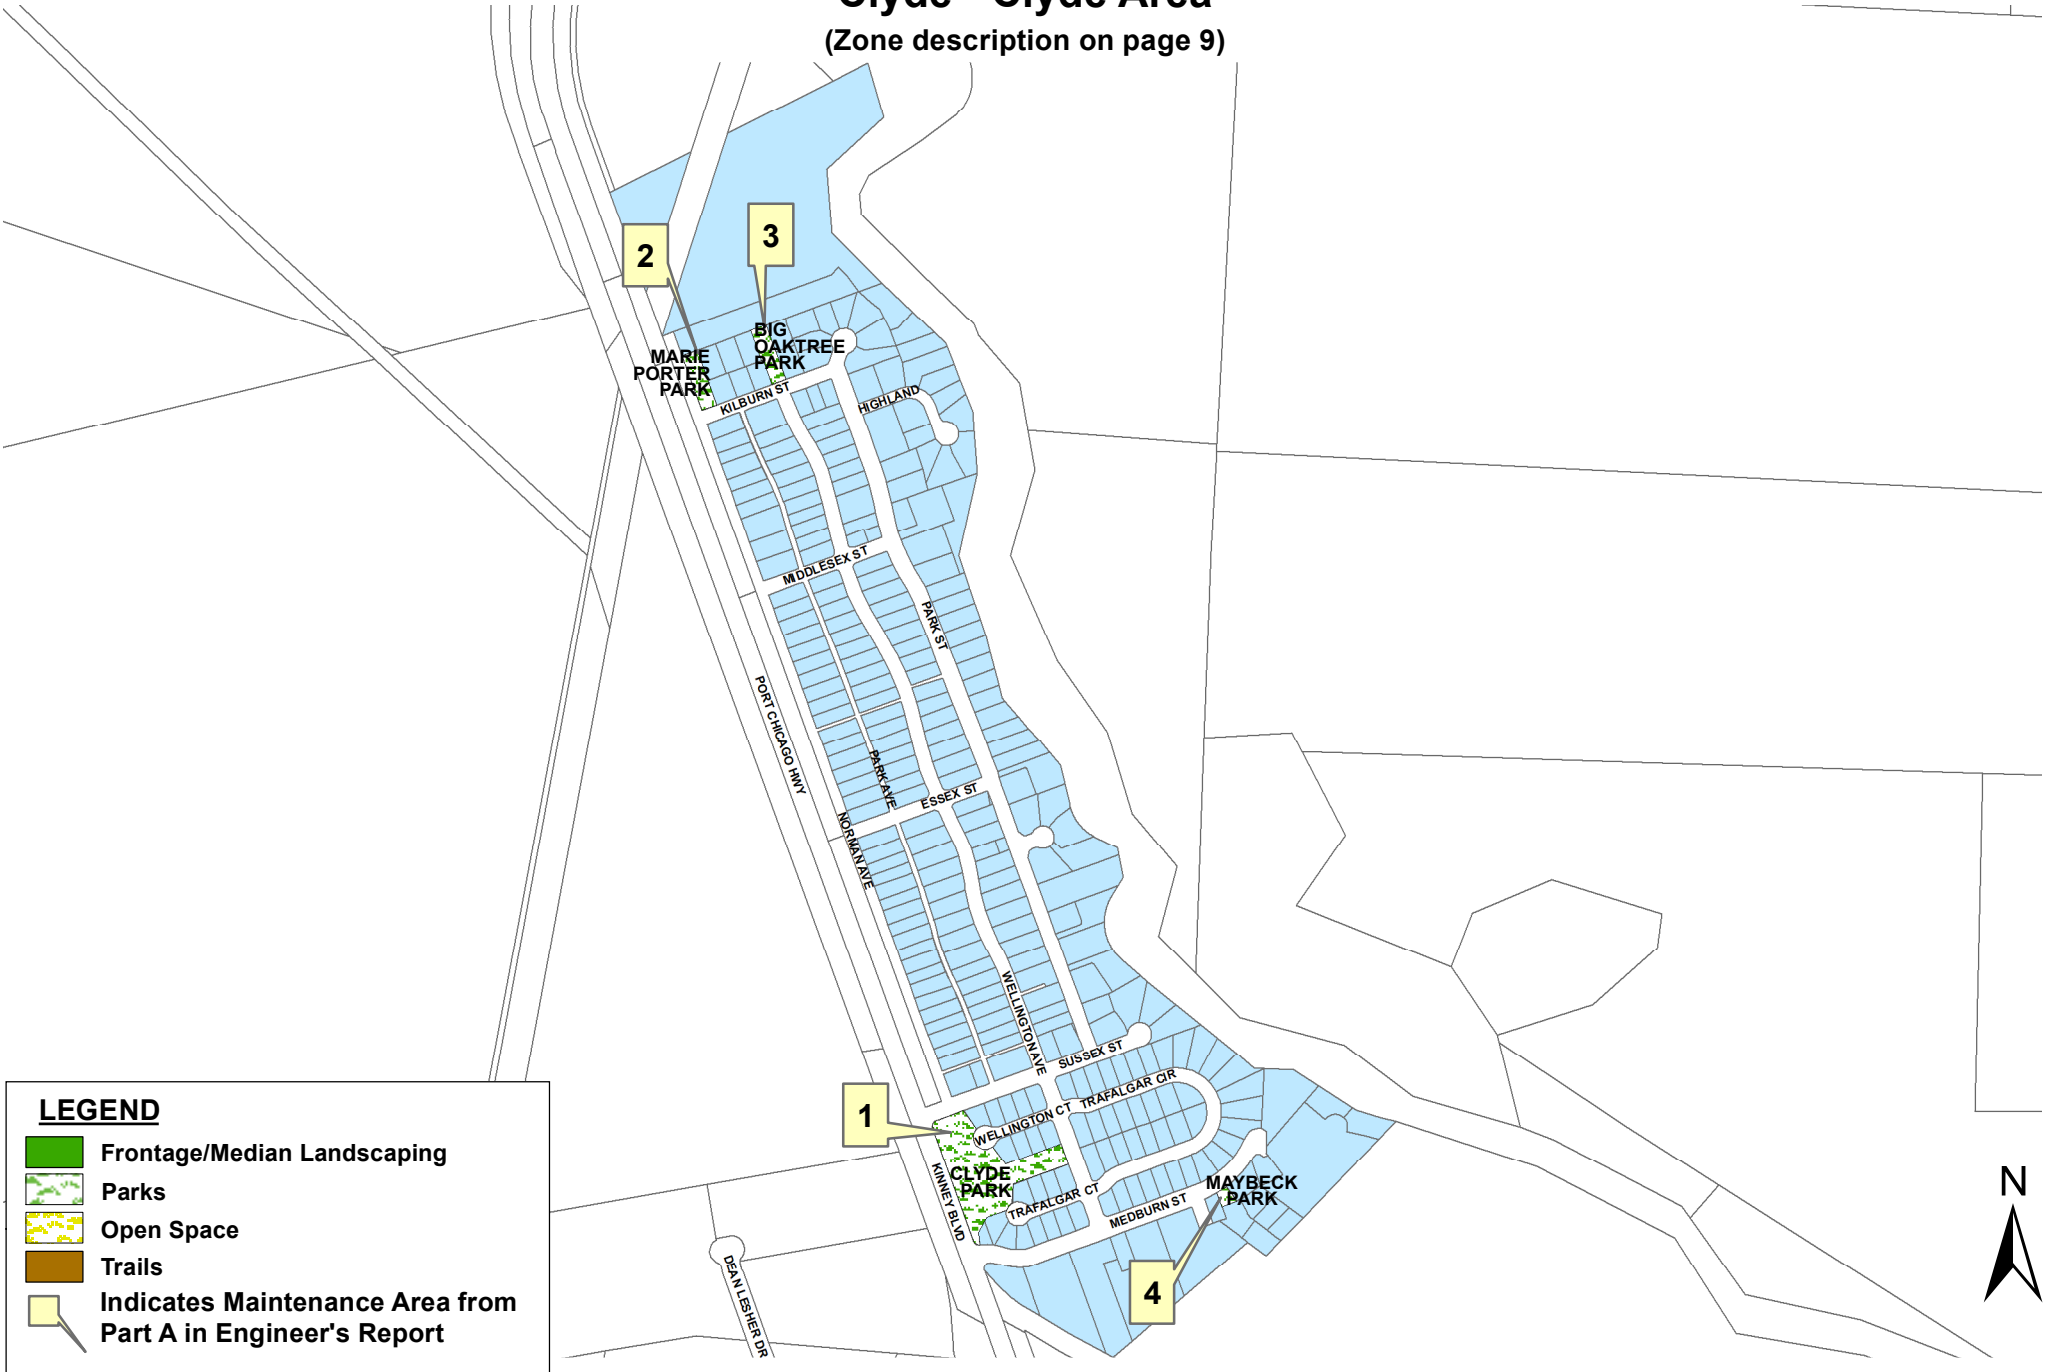 Clyde - Clyde Area
(Zone description on page 9)
2
3
BIG
OAKTREE
PARK
MARIE
PORTER
PARK
KILBURN ST
HIGHLAND
MIDDLESEX ST
PARK ST
PORT CHICAGO HWY
PARK AVE
ESSEX ST
NORMAN AVE
WELLINGTON AVE
SUSSEX ST
TRAFALGAR CIR
WELLINGTON CT
1
CLYDE
PARK
KINNEY BLVD
TRAFALGAR CT
MEDBURN ST
MAYBECK
PARK
4
DEAN LESHER DR
N
LEGEND
Frontage/Median Landscaping
Parks
Open Space
Trails
Indicates Maintenance Area from
Part A in Engineer's Report